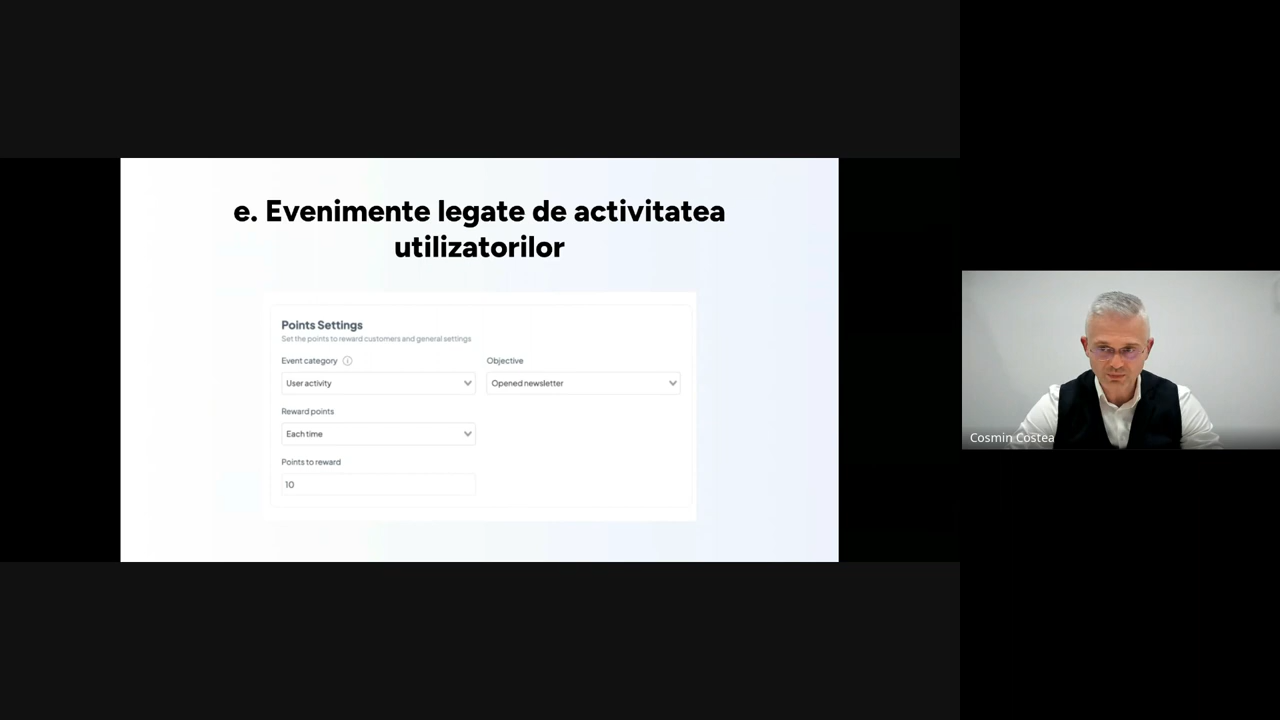 e. Evenimente legate de activitatea
utilizatorilor
Points Settings
Set the points to reward customers and general settings
Event category
Objective
User activity
Opened newsletter
Reward points
Each time
Points to reward
10
Cosmin Costea